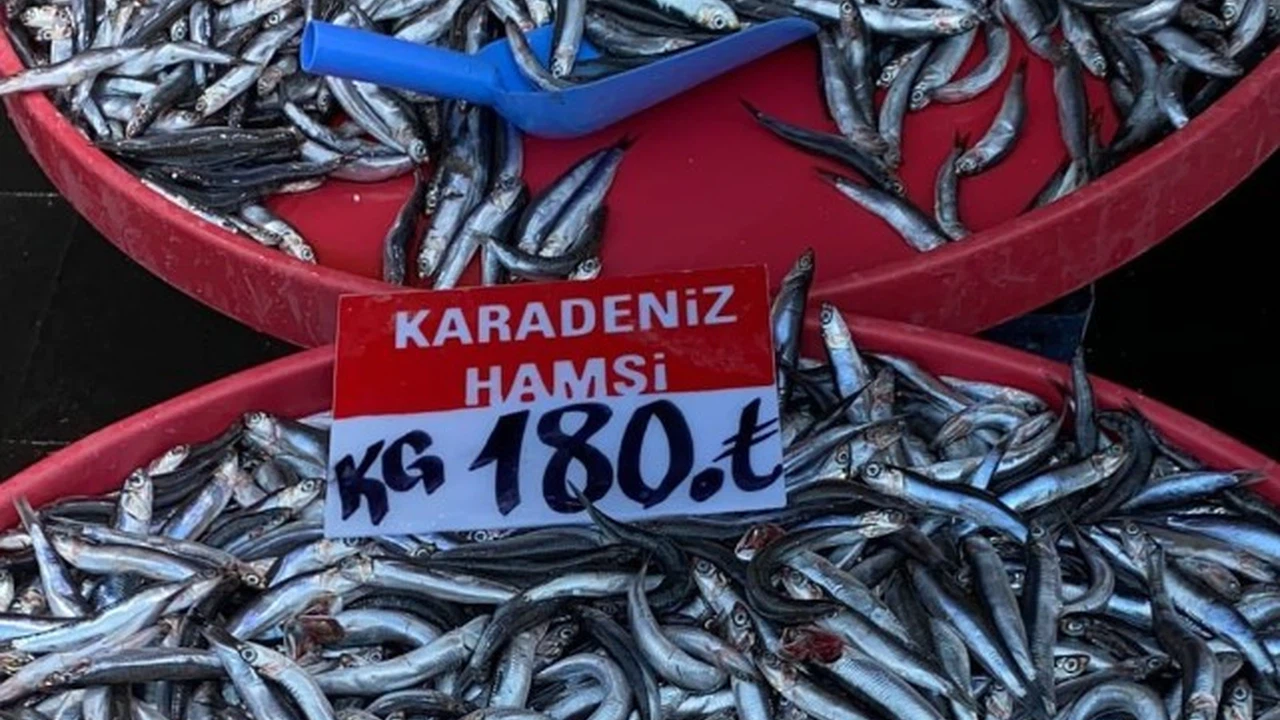 KARADENiZ
HAMSi
KG 180.₺